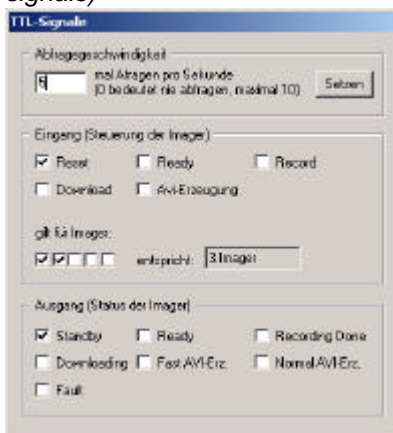 signale)
TTL-Signale
Abfragegeschwindigkeit
mal Abragen pro Sekunde
(0 bedeutet nie abfragen, maximal 10)
Setzen
Eingang (Steuerung der Imager)
Reset Ready Record
Download Avi-Erzeugung
gilt für Imager:
entspricht: 3.Imager
Ausgang (Status der Imager)
Standby Ready Recording Done
Downloading Fast AVI-Erz. Normal AVI-Erz.
Fault